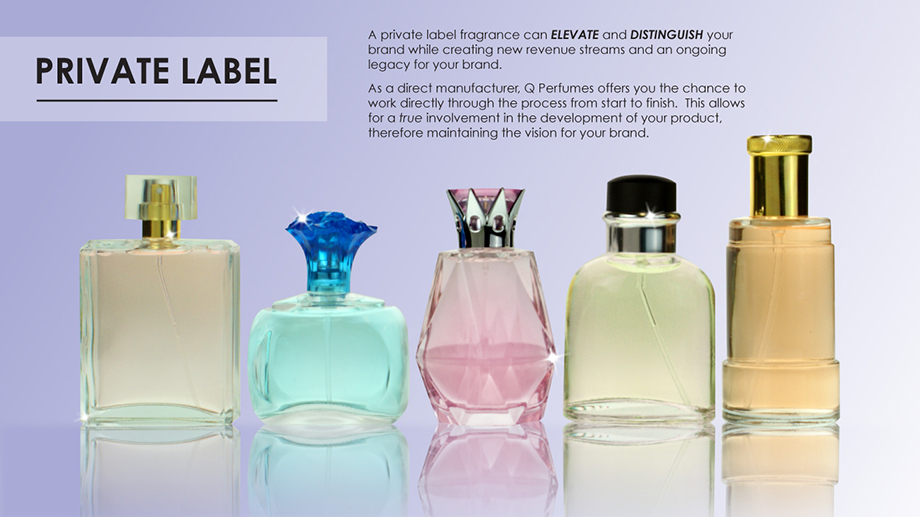 PRIVATE LABEL
A private label fragrance can ELEVATE and DISTINGUISH your
brand while creating new revenue streams and an ongoing
legacy for your brand.
As a direct manufacturer, Q Perfumes offers you the chance to
work directly through the process from start to finish.  This allows
for a true involvement in the development of your product,
therefore maintaining the vision for your brand.